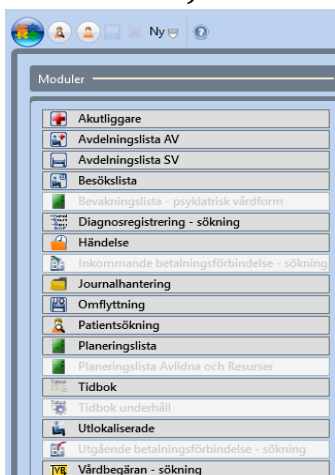 Ny
Moduler
Akutliggare
Avdelningslista AV
Avdelningslista SV
Besökslista
Bevakningslista - psykiatrisk vårdform
Diagnosregistrering - sökning
Händelse
Inkommande betalningsförbindelse - sökning
Journalhantering
Omflyttning
Patientsökning
Planeringslista
Planeringslista Avlidna och Resurser
Tidbok
Tidbok underhåll
Utlokaliserade
Utgående betalningsförbindelse - sökning
Vårdbegäran - sökning